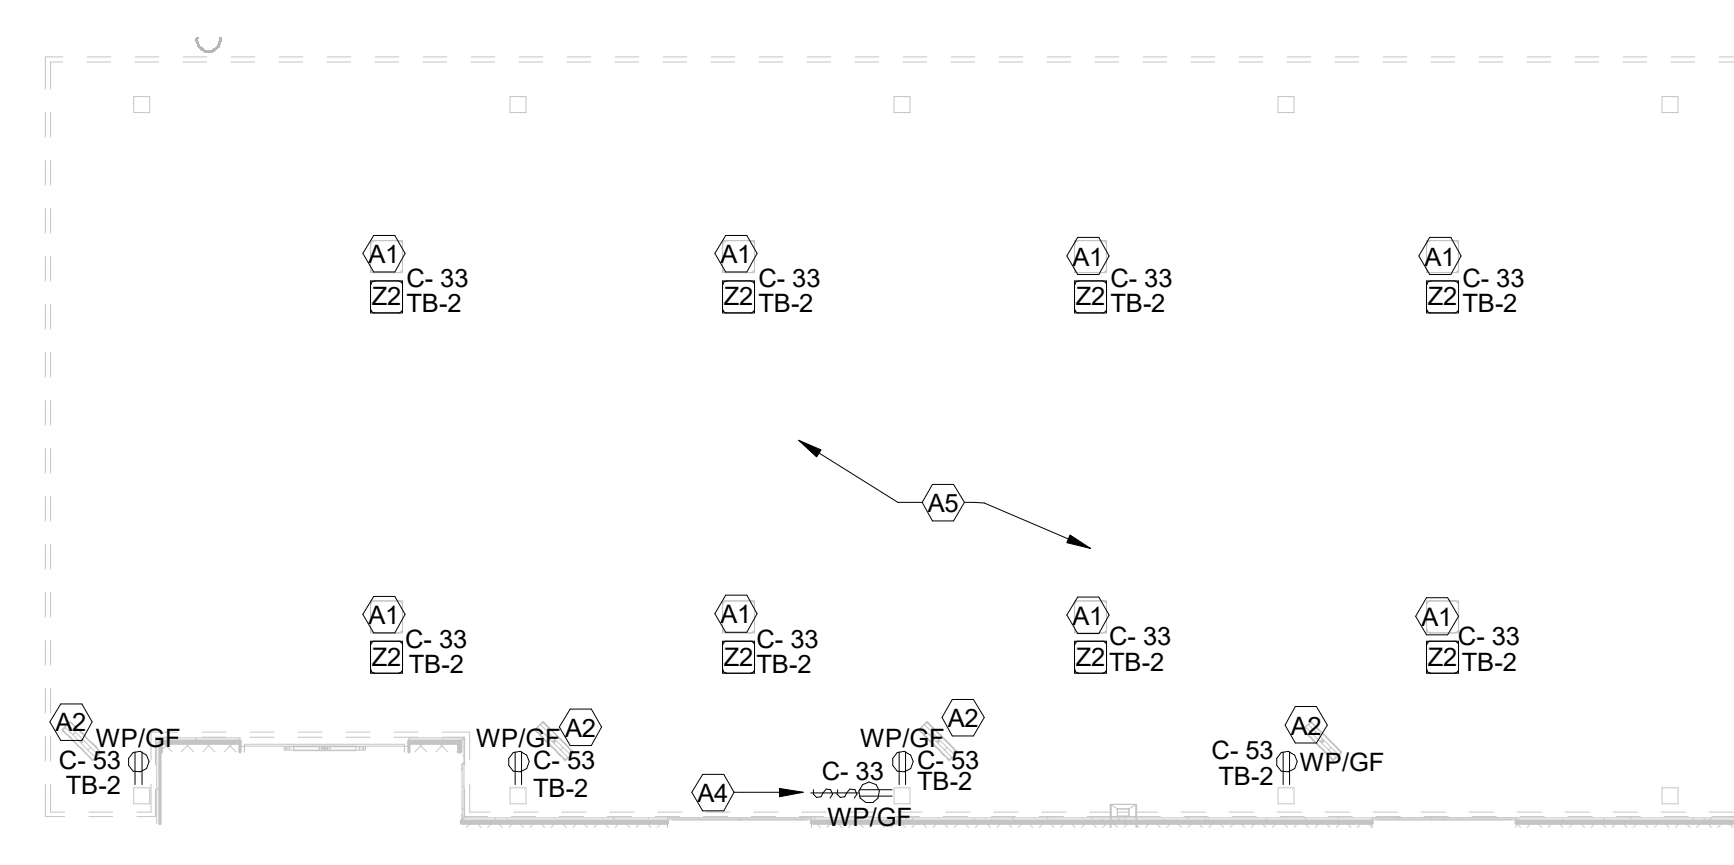 A1
C- 33
Z2
TB-2
A1
C- 33
Z2
TB-2
A1
C- 33
Z2
TB-2
A1
C- 33
Z2
TB-2
A5
A1
C- 33
Z2
TB-2
A1
C- 33
Z2
TB-2
A1
C- 33
Z2
TB-2
A1
C- 33
Z2
TB-2
A2
WP/GF
C- 53
TB-2
A2
WP/GF
C- 53
TB-2
A2
WP/GF
C- 53
TB-2
A4
C- 33
WP/GF
A2
C- 53
WP/GF
TB-2